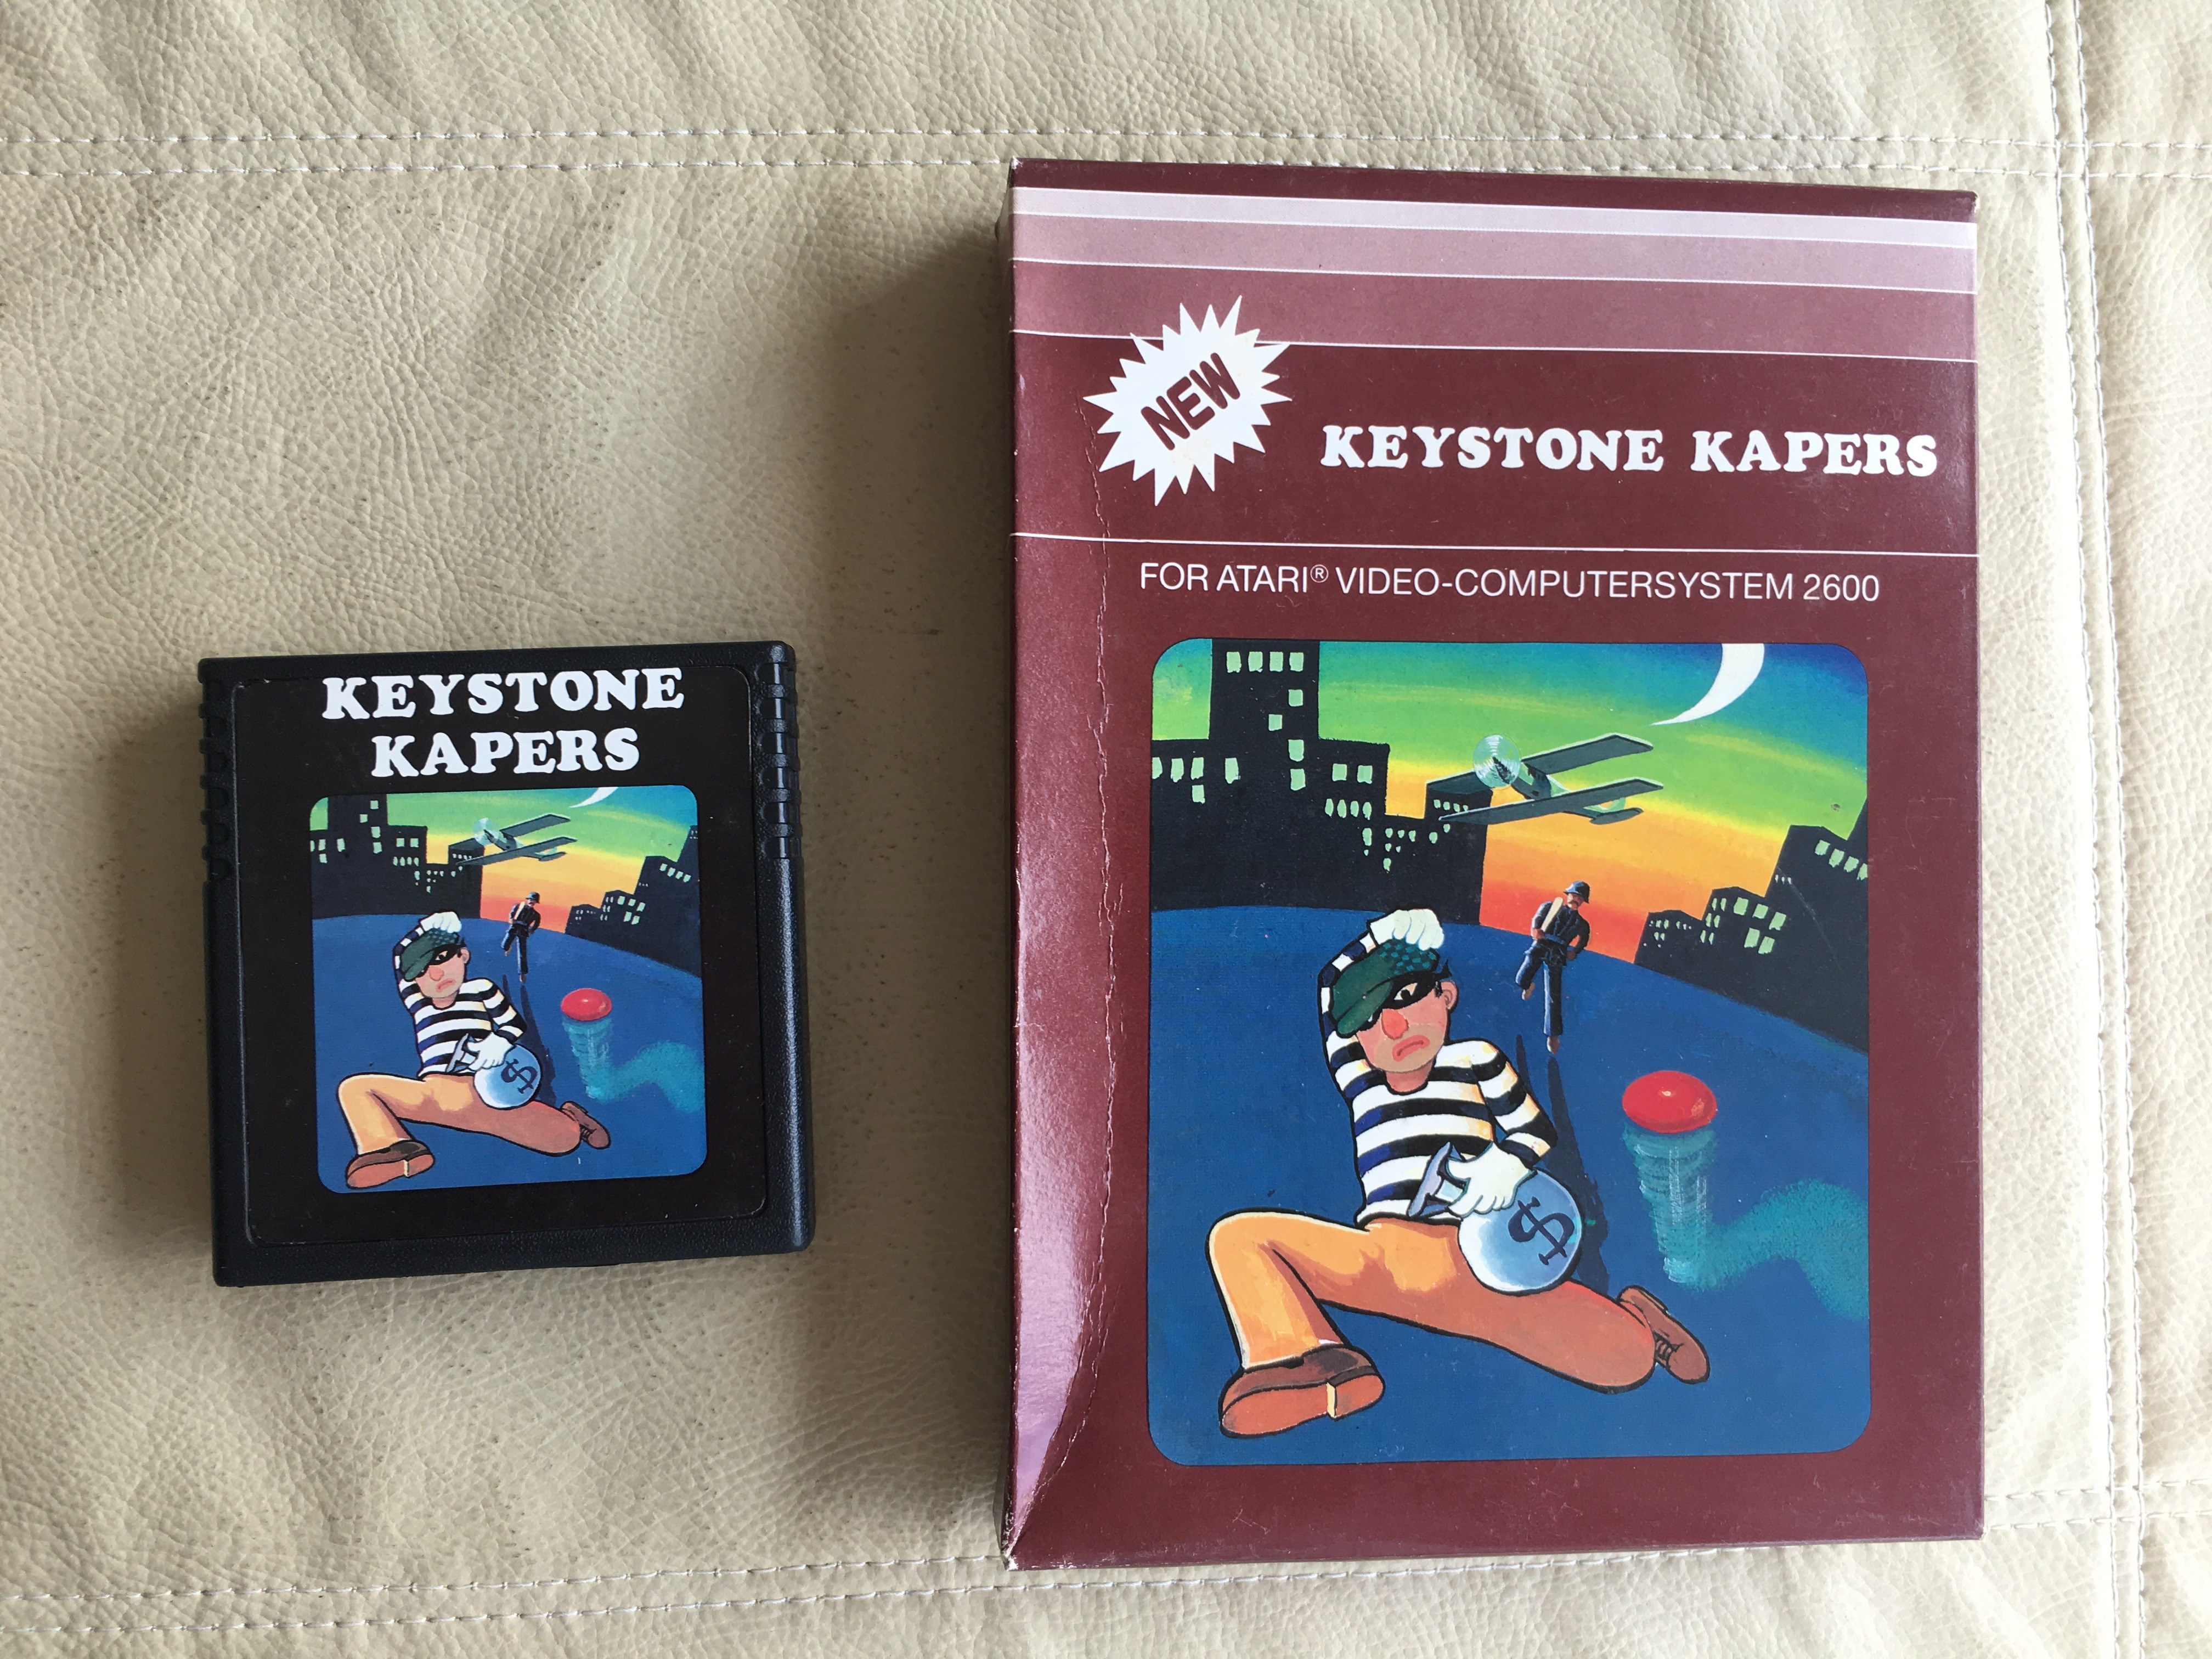 KEYSTONE
KAPERS
$
NEW
KEYSTONE KAPERS
FOR ATARI® VIDEO-COMPUTERSYSTEM 2600
$